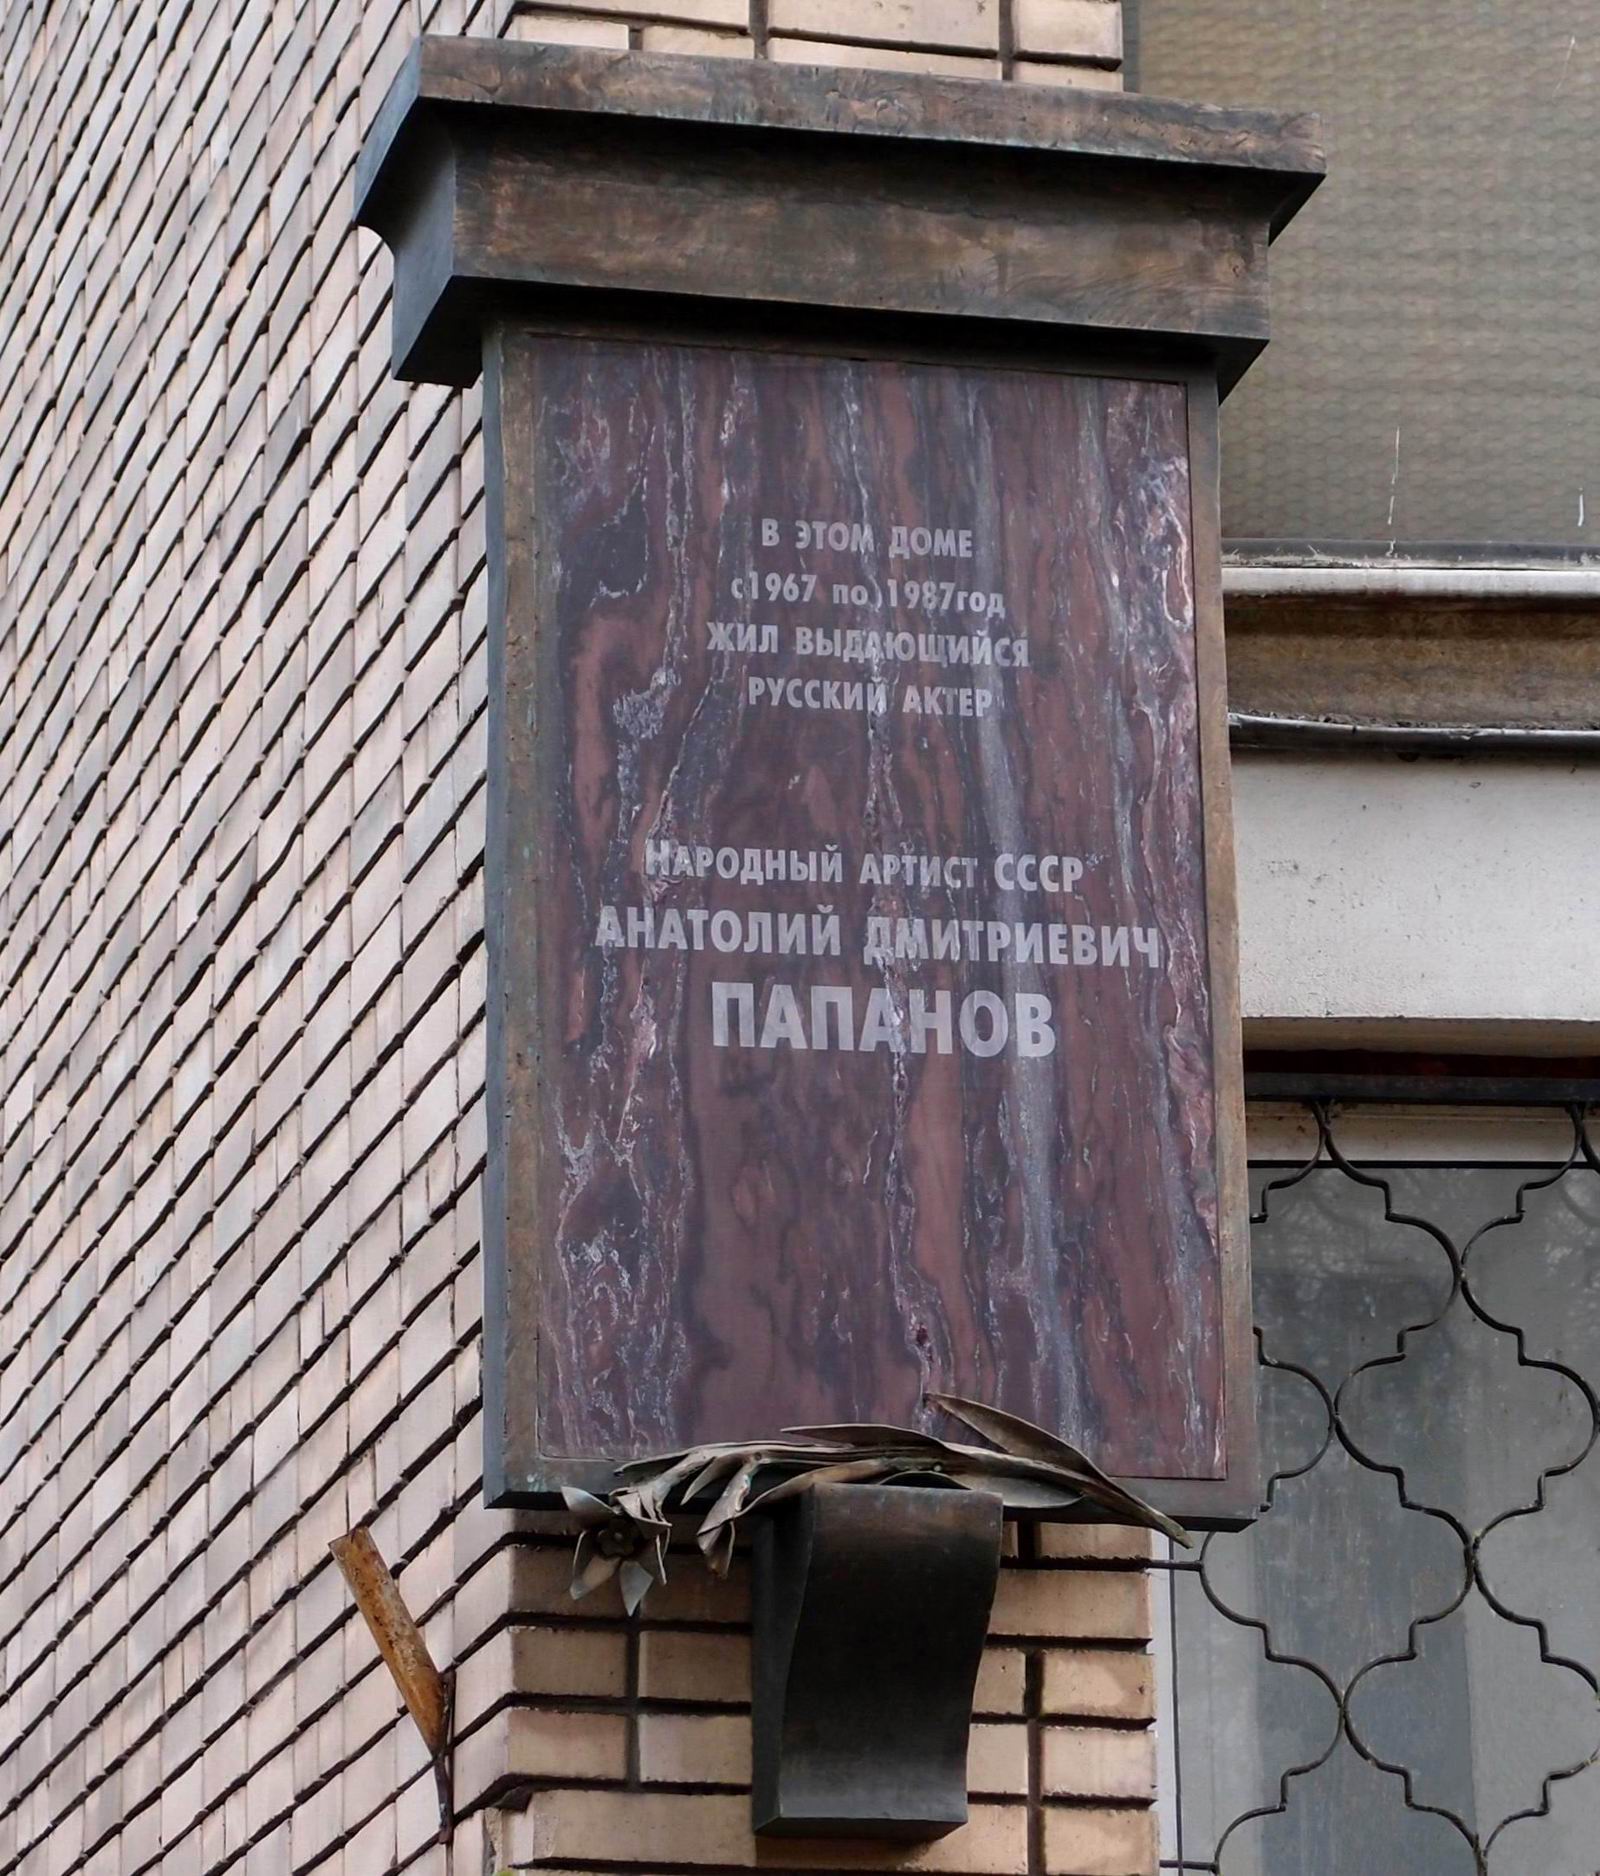 В ЭТОМ ДОМЕ
с1967 по 1987год
ЖИЛ ВЫДАЮЩИЙСЯ
РУССКИЙ АКТЕР
НАРОДНЫЙ АРТИСТ СССР
АНАТОЛИЙ ДМИТРИЕВИЧ
ПАПАНОВ